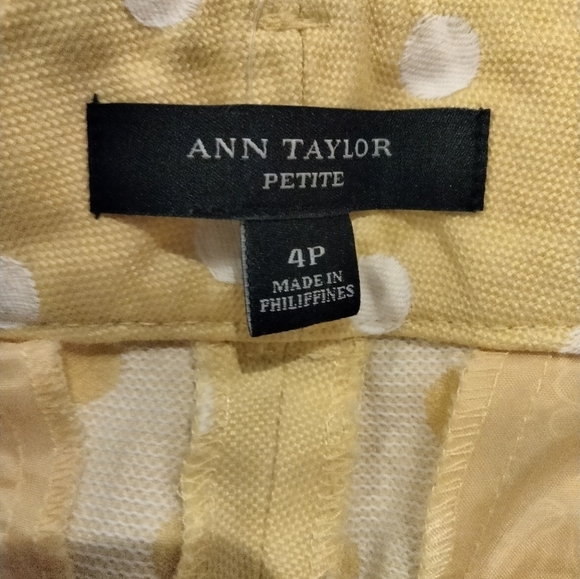 ANN TAYLOR
PETITE
4P
MADE IN
PHILIPPINES